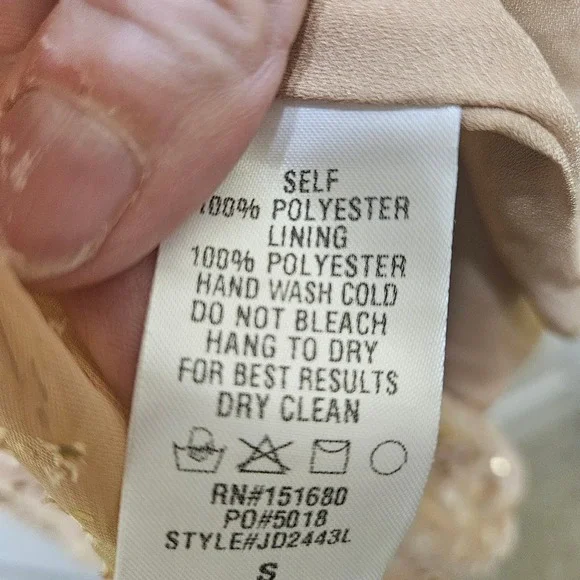 SELF
100% POLYESTER
LINING
100% POLYESTER
HAND WASH COLD
DO NOT BLEACH
HANG TO DRY
FOR BEST RESULTS
DRY CLEAN
RN#151680
PO#5018
STYLE#JD2443L
S